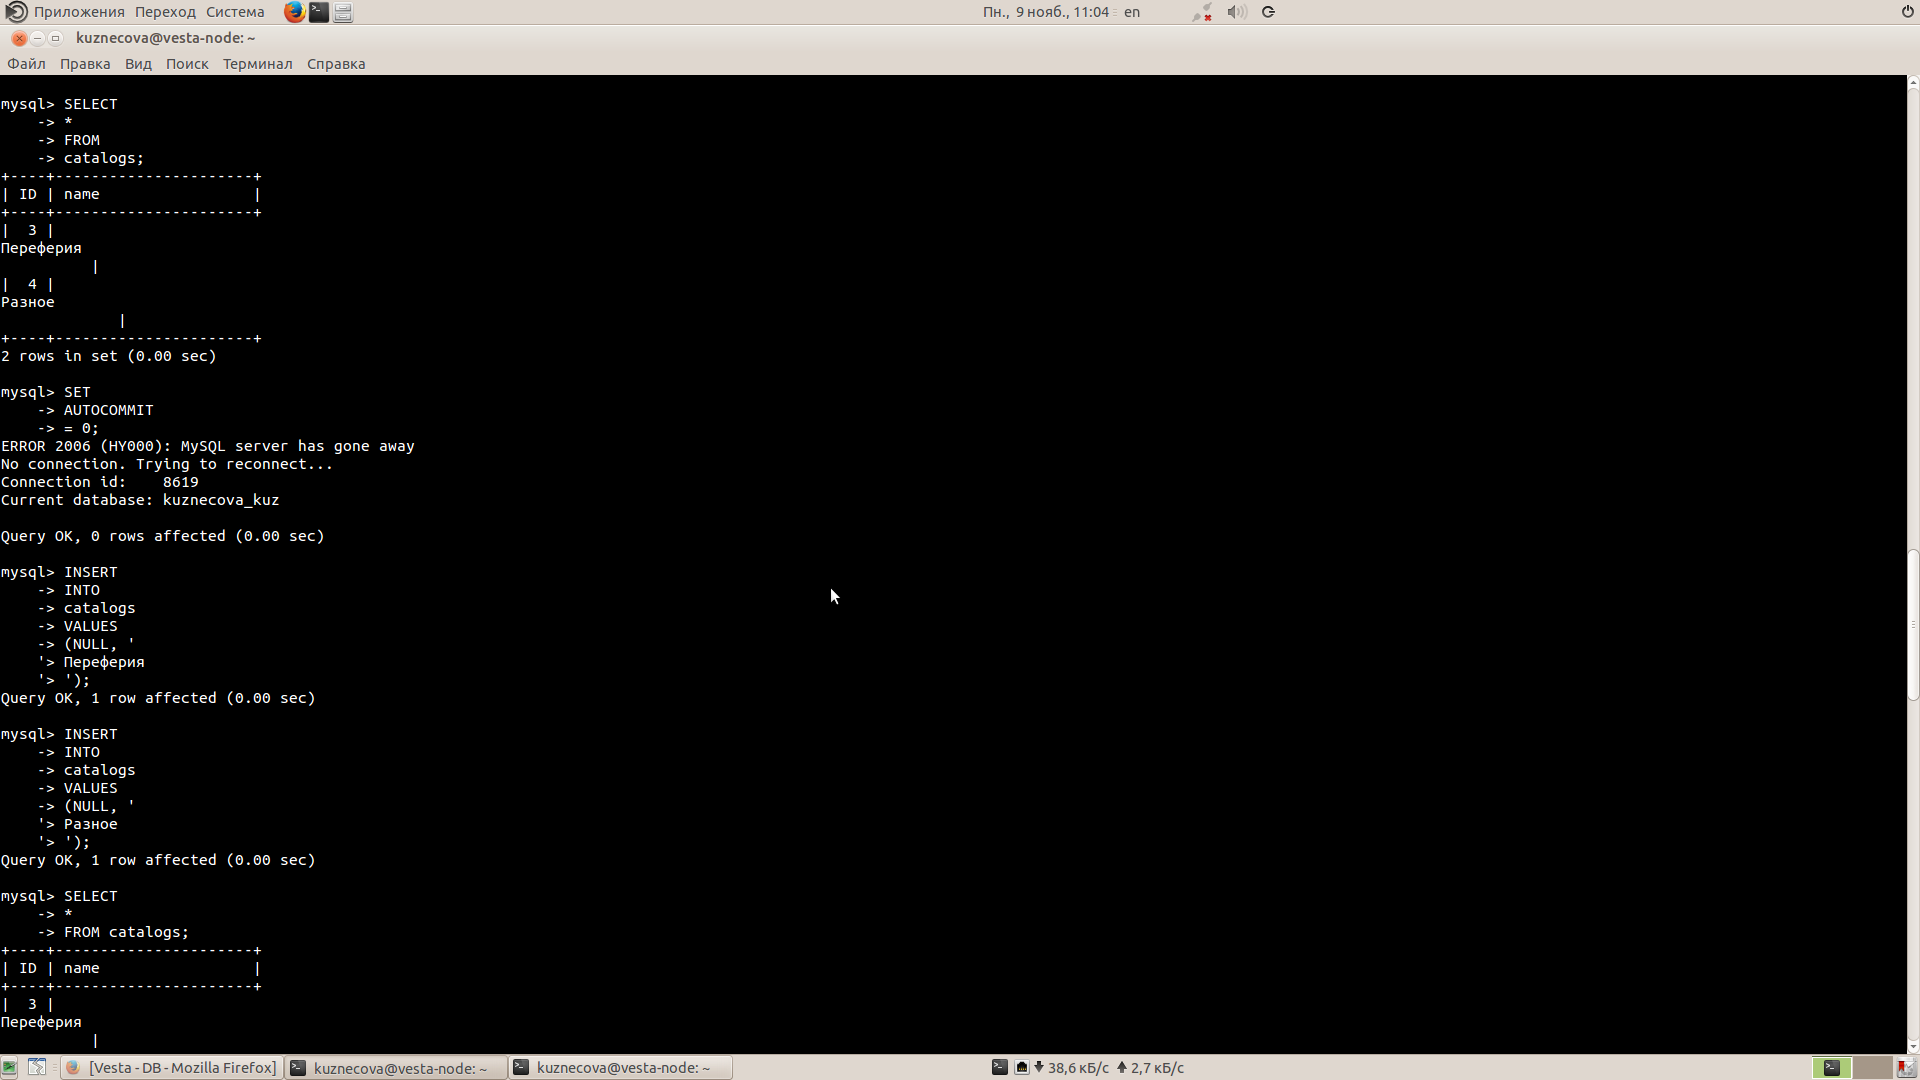 Приложения Переход Система
Пн., 9 нояб., 11:04 en
kuznecova@vesta-node: ~
Файл Правка Вид Поиск Терминал Справка
mysql> SELECT
    -> *
    -> FROM
    -> catalogs;
+----+----------------------+
| ID | name                 |
+----+----------------------+
|  3 |
Переферия
          |
|  4 |
Разное
             |
+----+----------------------+
2 rows in set (0.00 sec)
mysql> SET
    -> AUTOCOMMIT
    -> = 0;
ERROR 2006 (HY000): MySQL server has gone away
No connection. Trying to reconnect...
Connection id:    8619
Current database: kuznecova_kuz
Query OK, 0 rows affected (0.00 sec)
mysql> INSERT
    -> INTO
    -> catalogs
    -> VALUES
    -> (NULL, '
    '> Переферия
    '> ');
Query OK, 1 row affected (0.00 sec)
mysql> INSERT
    -> INTO
    -> catalogs
    -> VALUES
    -> (NULL, '
    '> Разное
    '> ');
Query OK, 1 row affected (0.00 sec)
mysql> SELECT
    -> *
    -> FROM catalogs;
+----+----------------------+
| ID | name                 |
+----+----------------------+
|  3 |
Переферия
          |
[Vesta - DB - Mozilla Firefox] kuznecova@vesta-node: ~ kuznecova@vesta-node: ~ 38,6 кБ/с 2,7 кБ/с